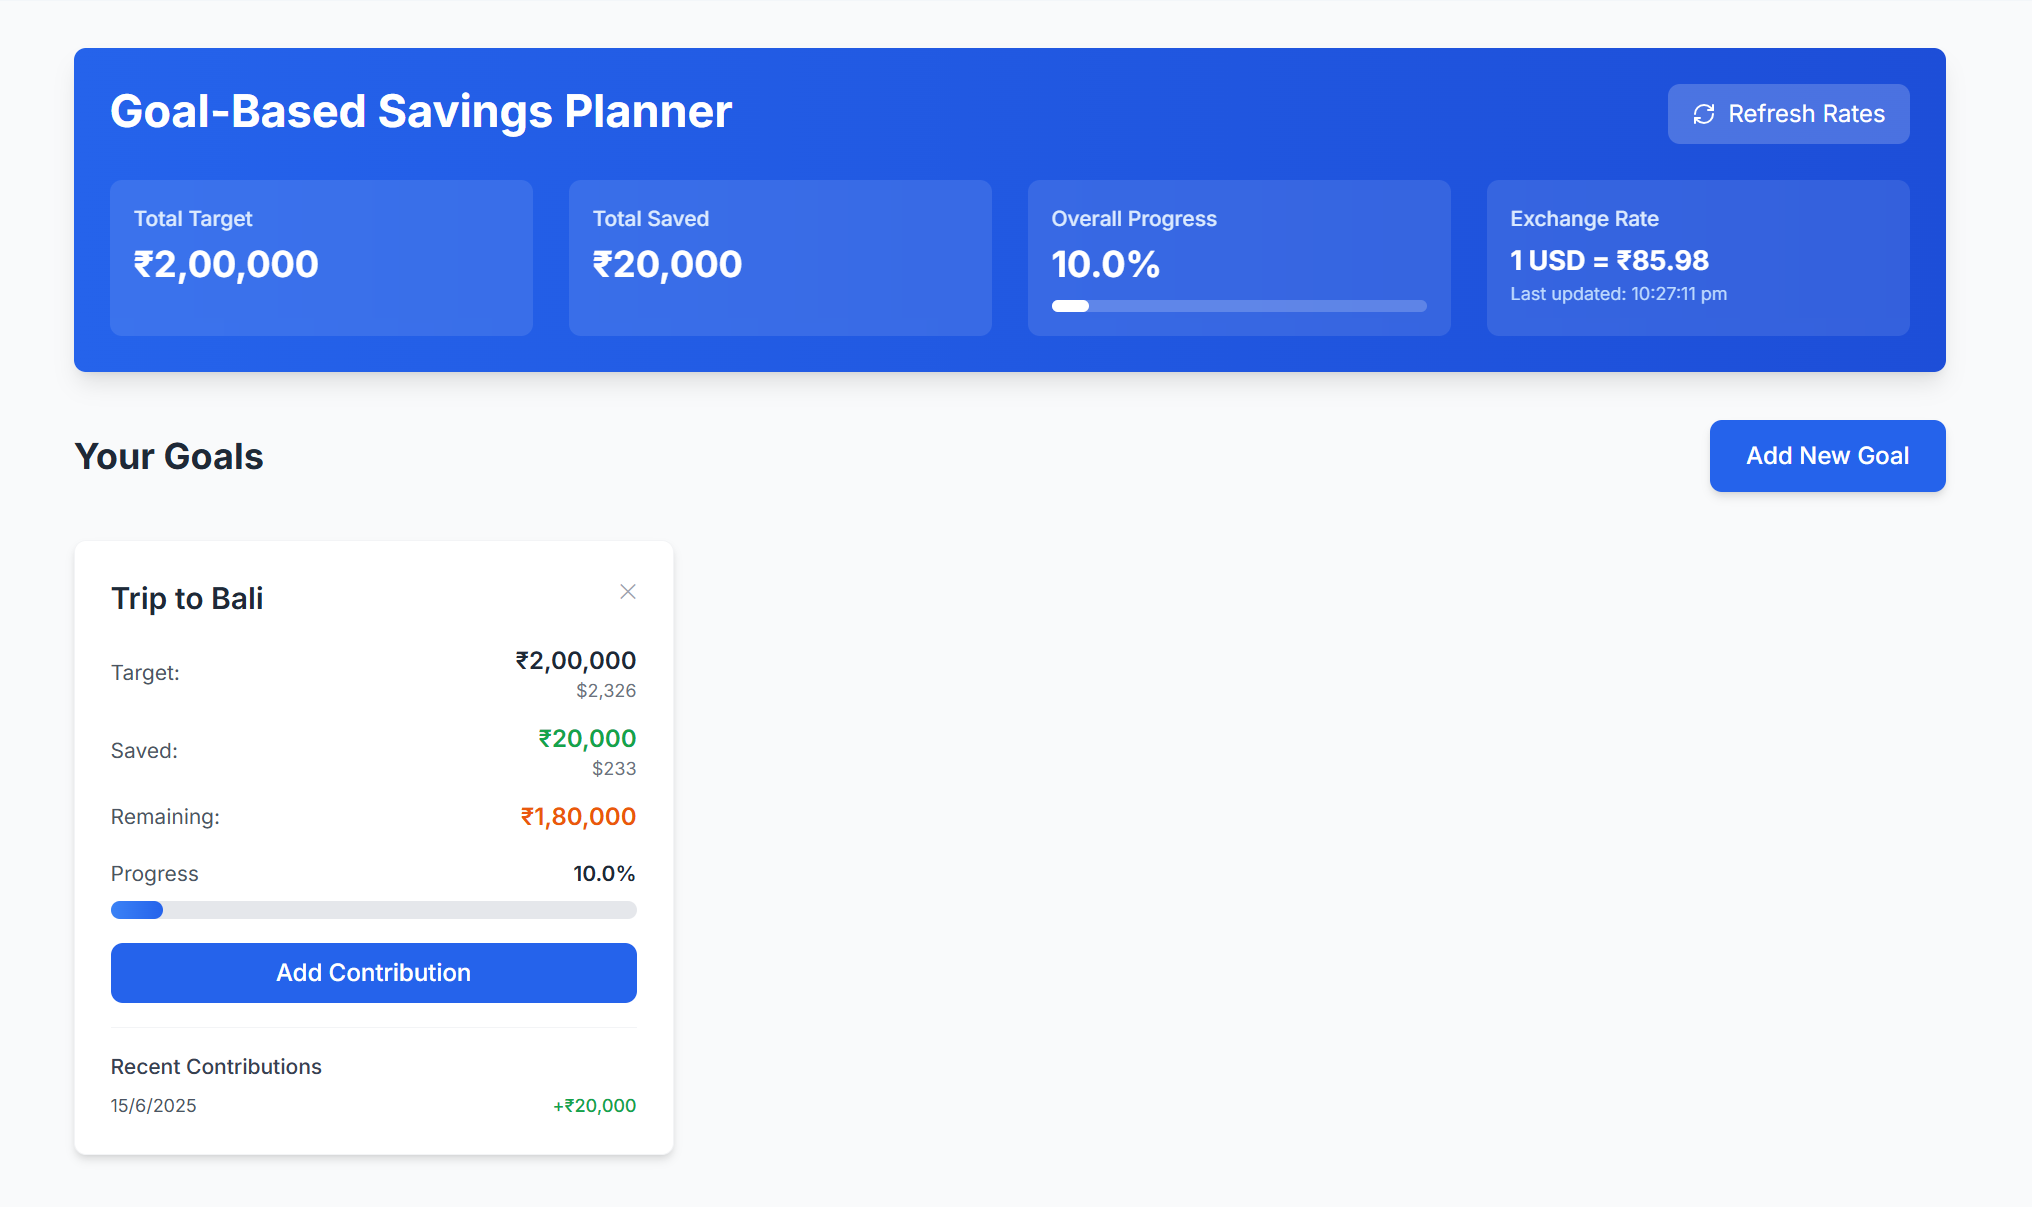 Goal-Based Savings Planner
Refresh Rates
Total Target
₹2,00,000
Total Saved
₹20,000
Overall Progress
10.0%
Exchange Rate
1 USD = ₹85.98
Last updated: 10:27:11 pm
Your Goals
Add New Goal
Trip to Bali
Target:
₹2,00,000
$2,326
Saved:
₹20,000
$233
Remaining:
₹1,80,000
Progress
10.0%
Add Contribution
Recent Contributions
15/6/2025
+₹20,000